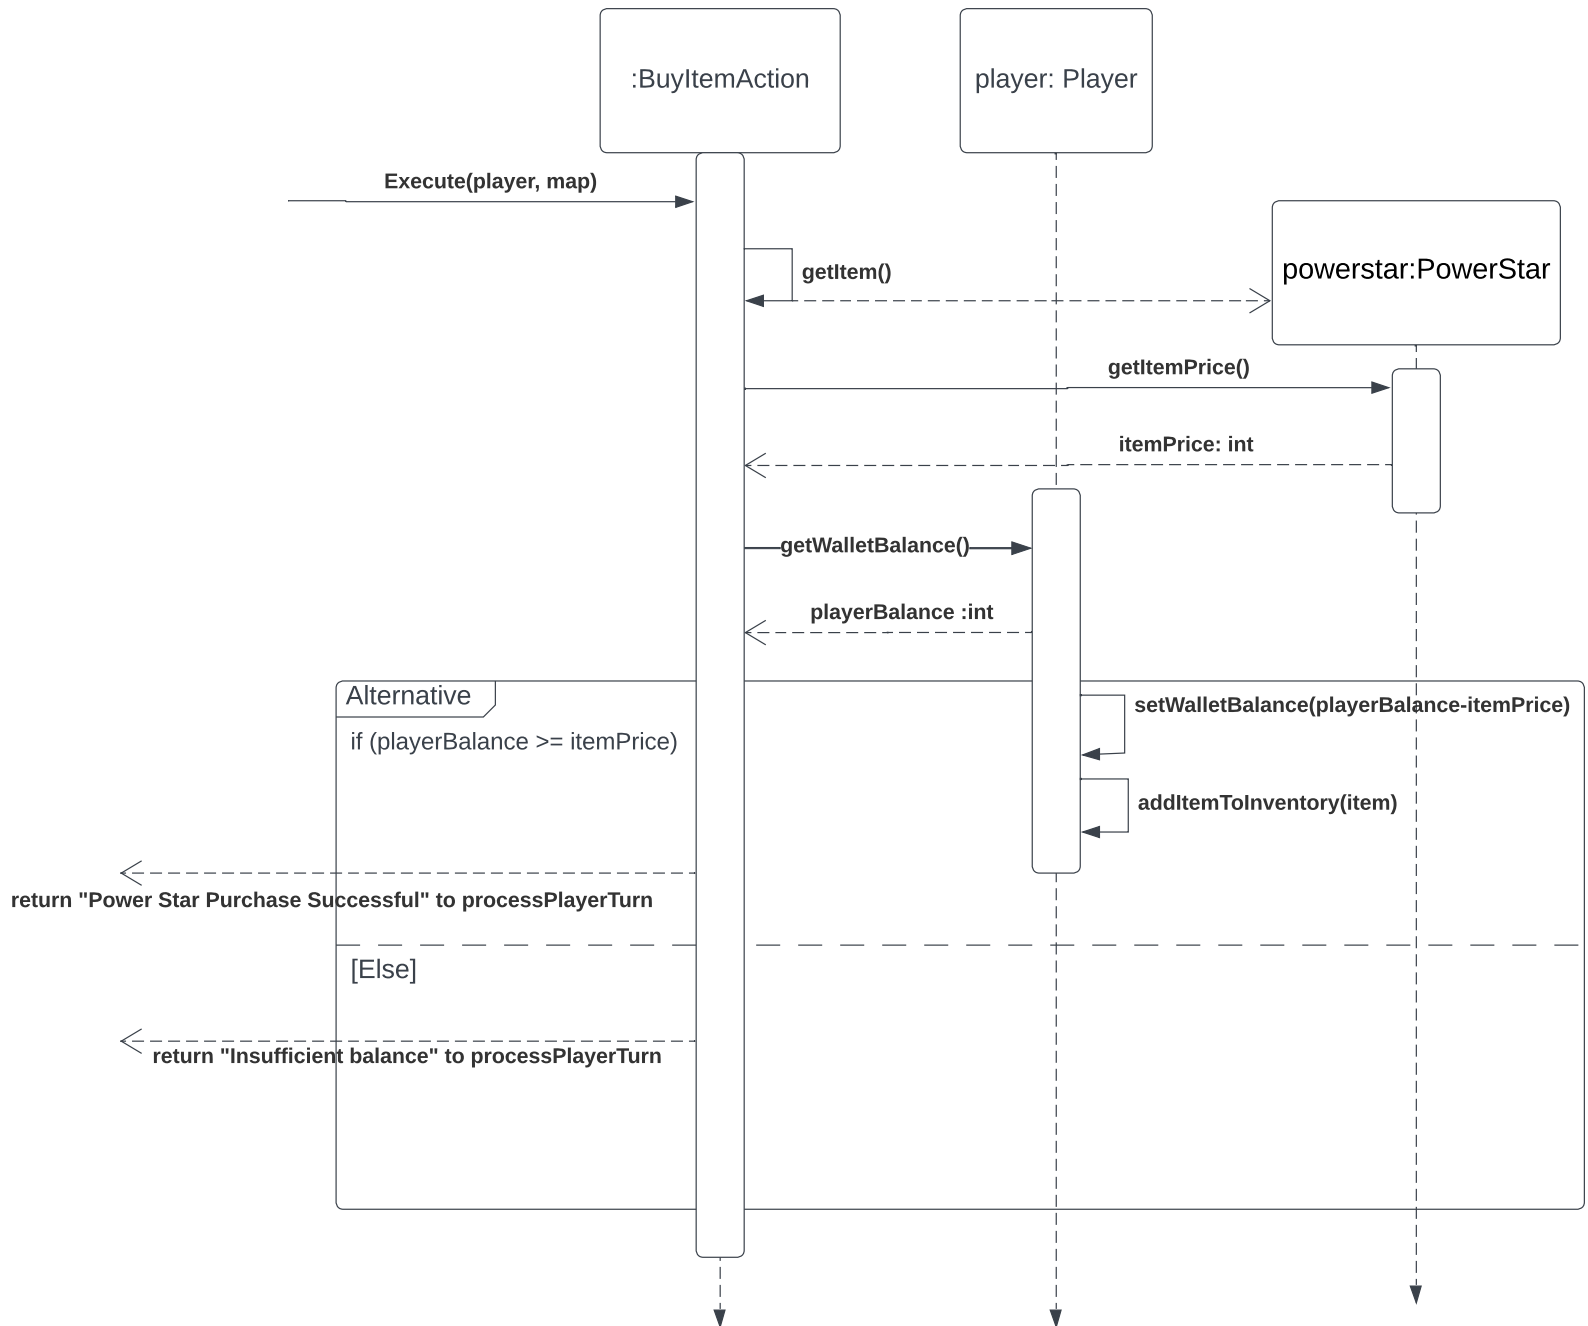 :BuyItemAction
player: Player
Execute(player, map)
powerstar:PowerStar
getItem()
getItemPrice()
itemPrice: int
getWalletBalance()
playerBalance :int
Alternative
setWalletBalance(playerBalance-itemPrice)
if (playerBalance >= itemPrice)
addItemToInventory(item)
return "Power Star Purchase Successful" to processPlayerTurn
[Else]
return "Insufficient balance" to processPlayerTurn